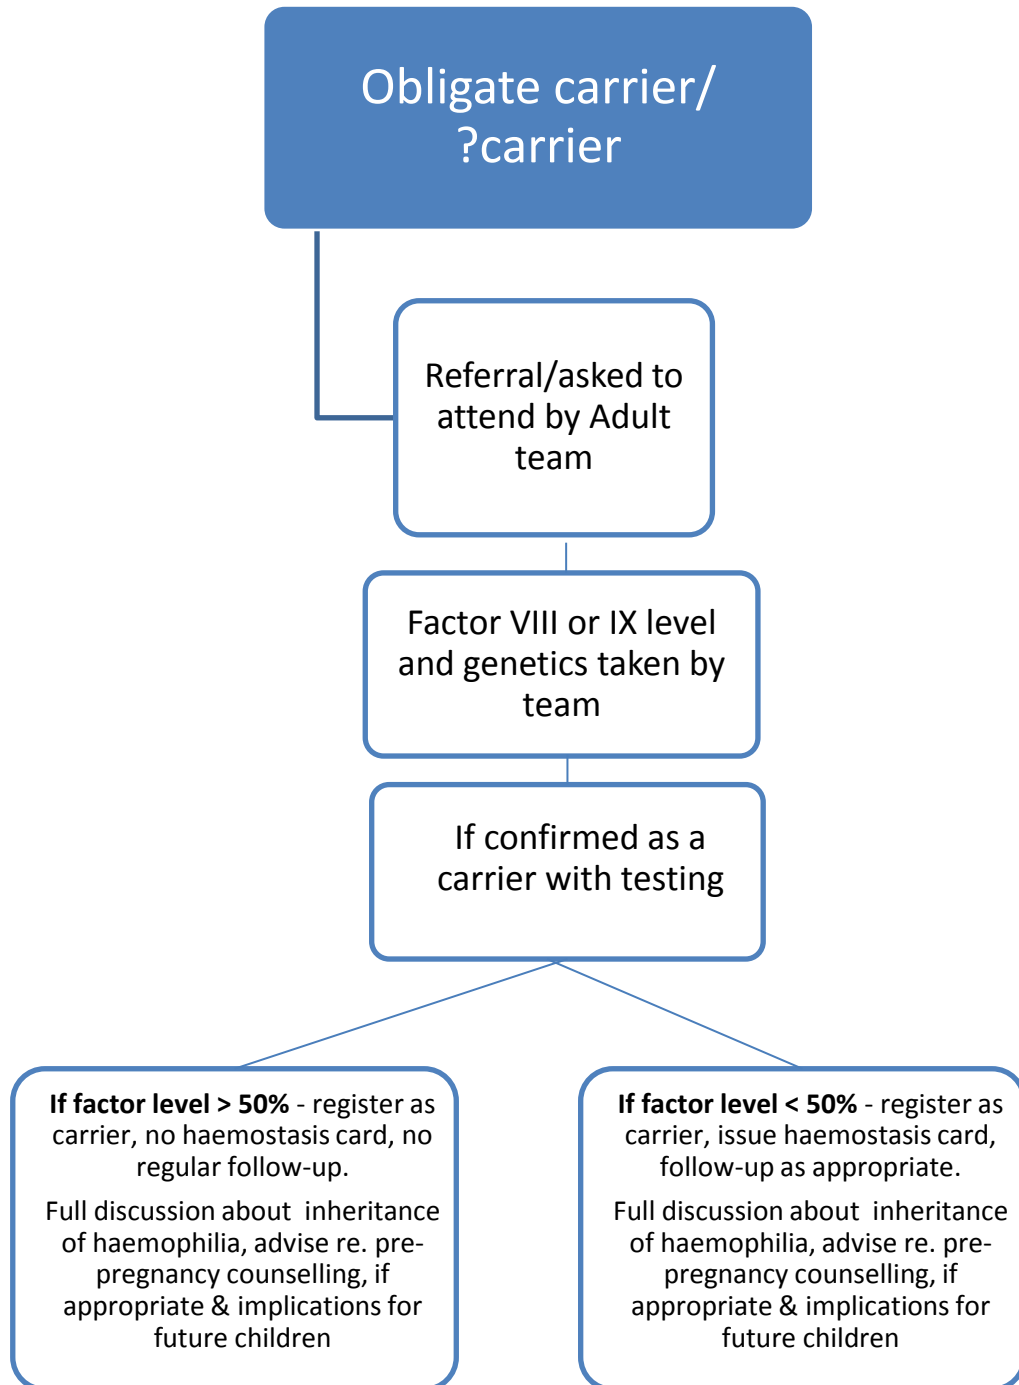 Obligate carrier/
?carrier
Referral/asked to
attend by Adult
team
Factor VIII or IX level
and genetics taken by
team
If confirmed as a
carrier with testing
If factor level > 50% - register as
carrier, no haemostasis card, no
regular follow-up.
Full discussion about  inheritance
of haemophilia, advise re. pre-
pregnancy counselling, if
appropriate & implications for
future children
If factor level < 50% - register as
carrier, issue haemostasis card,
follow-up as appropriate.
Full discussion about  inheritance
of haemophilia, advise re. pre-
pregnancy counselling, if
appropriate & implications for
future children